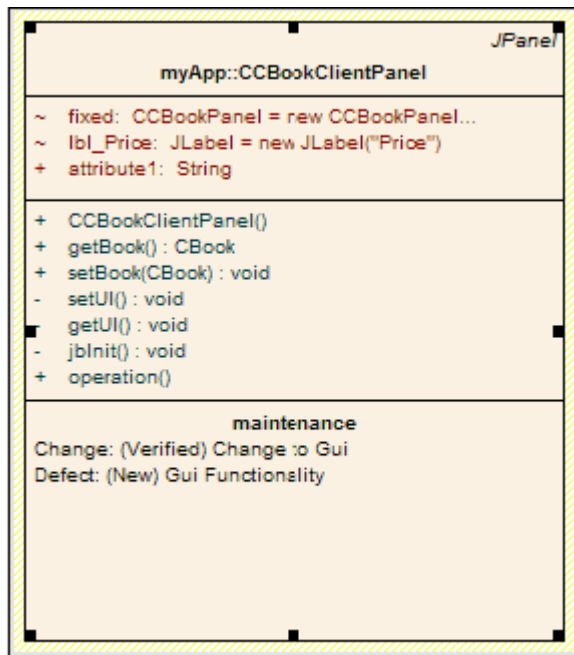 JPanel
myApp::CCBookClientPanel
~ fixed: CCBookPanel = new CCBookPanel...
~ lbl_Price: JLabel = new JLabel("Price")
+ attribute1: String
+ CCBookClientPanel()
+ getBook() : CBook
+ setBook(CBook) : void
- setUI() : void
- getUI() : void
- jbInit() : void
+ operation()
maintenance
Change: (Verified) Change to Gui
Defect: (New) Gui Functionality